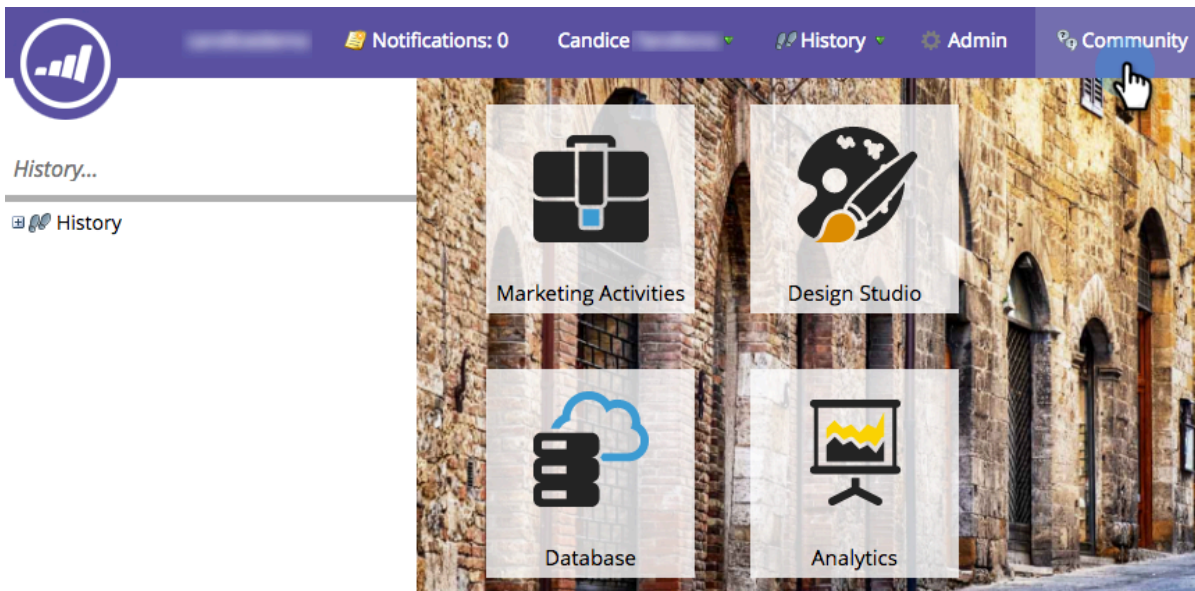 Notifications: 0 Candice History Admin Community
History...
History
Marketing Activities
Design Studio
Database
Analytics